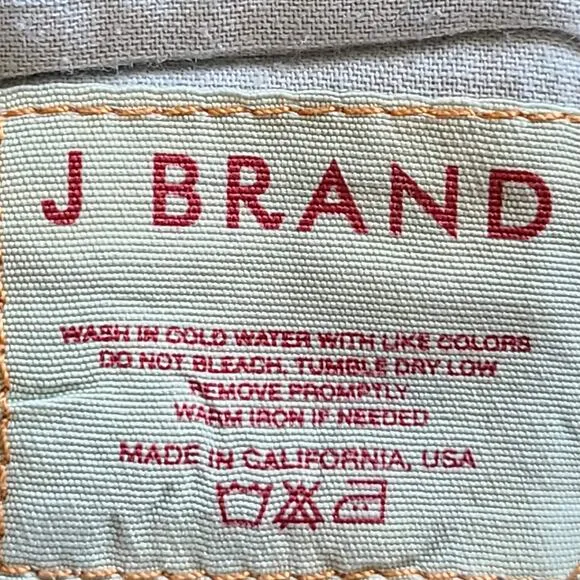 J BRAND
WASH IN COLD WATER WITH LIKE COLORS
DO NOT BLEACH, TUMBLE DRY LOW
REMOVE PROMPTLY
WARM IRON IF NEEDED
MADE IN CALIFORNIA, USA